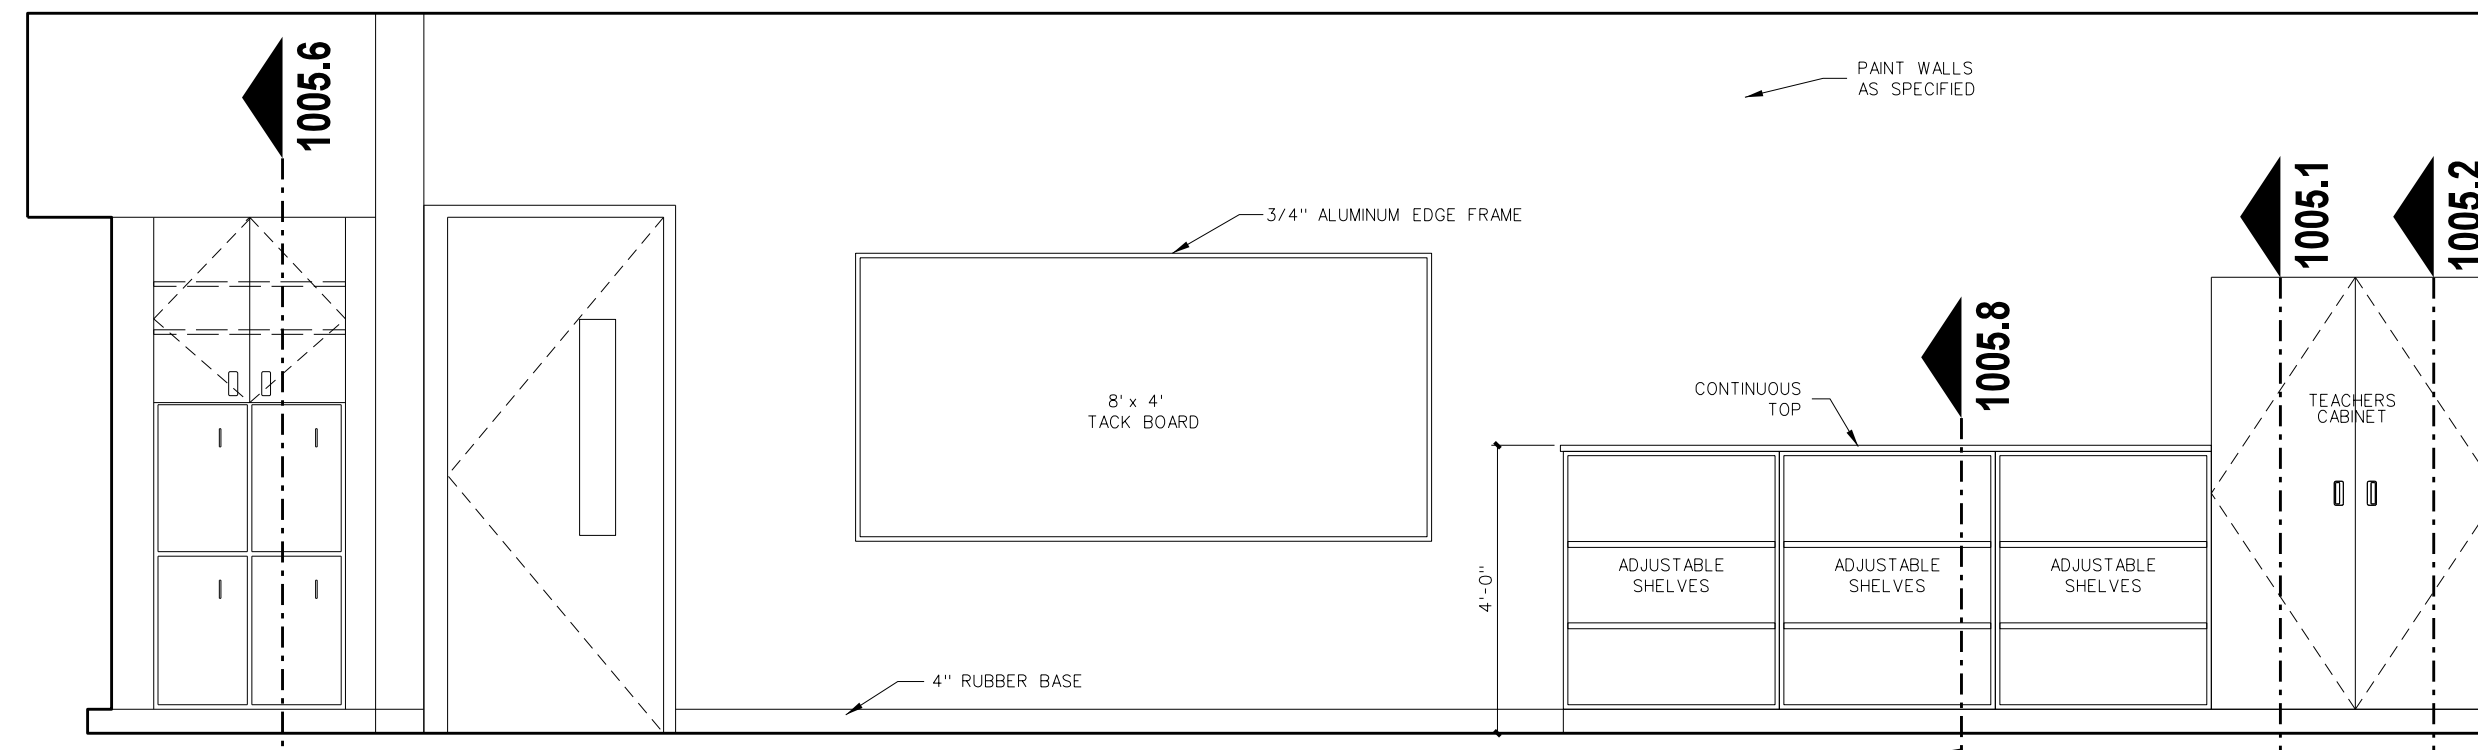 1005.6
PAINT WALLS
AS SPECIFIED
1005.1
1005.2
3/4" ALUMINUM EDGE FRAME
1005.8
8' x 4'
TACK BOARD
CONTINUOUS
TOP
TEACHERS
CABINET
4'-0"
ADJUSTABLE
SHELVES
ADJUSTABLE
SHELVES
ADJUSTABLE
SHELVES
4" RUBBER BASE